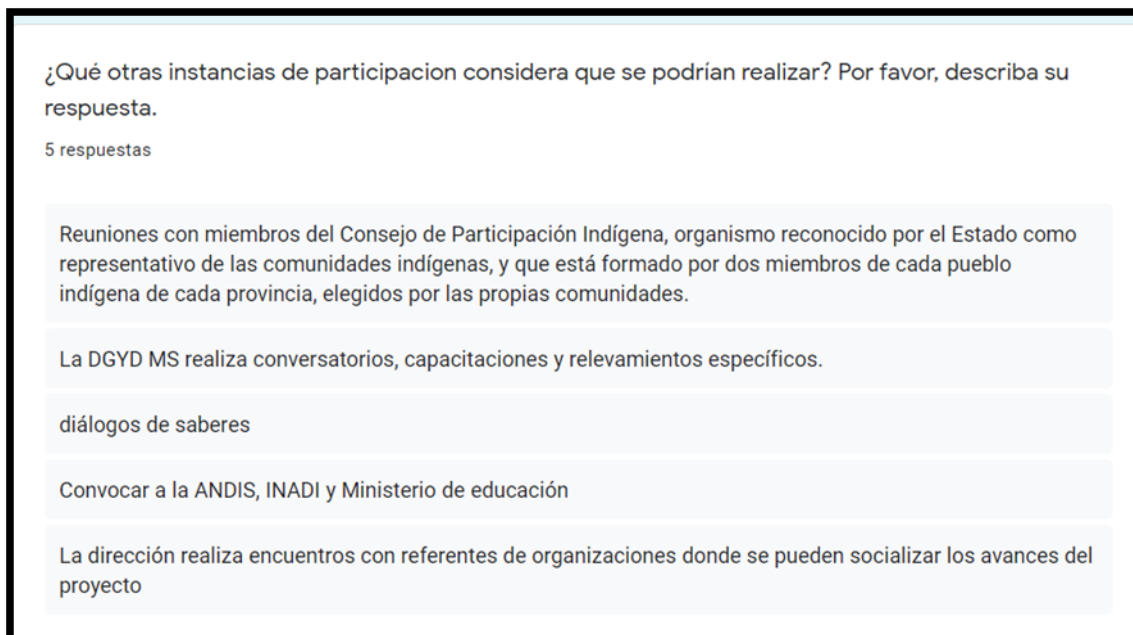 ¿Qué otras instancias de participacion considera que se podrían realizar? Por favor, describa su
respuesta.
5 respuestas
Reuniones con miembros del Consejo de Participación Indígena, organismo reconocido por el Estado como
representativo de las comunidades indígenas, y que está formado por dos miembros de cada pueblo
indígena de cada provincia, elegidos por las propias comunidades.
La DGYD MS realiza conversatorios, capacitaciones y relevamientos específicos.
diálogos de saberes
Convocar a la ANDIS, INADI y Ministerio de educación
La dirección realiza encuentros con referentes de organizaciones donde se pueden socializar los avances del
proyecto